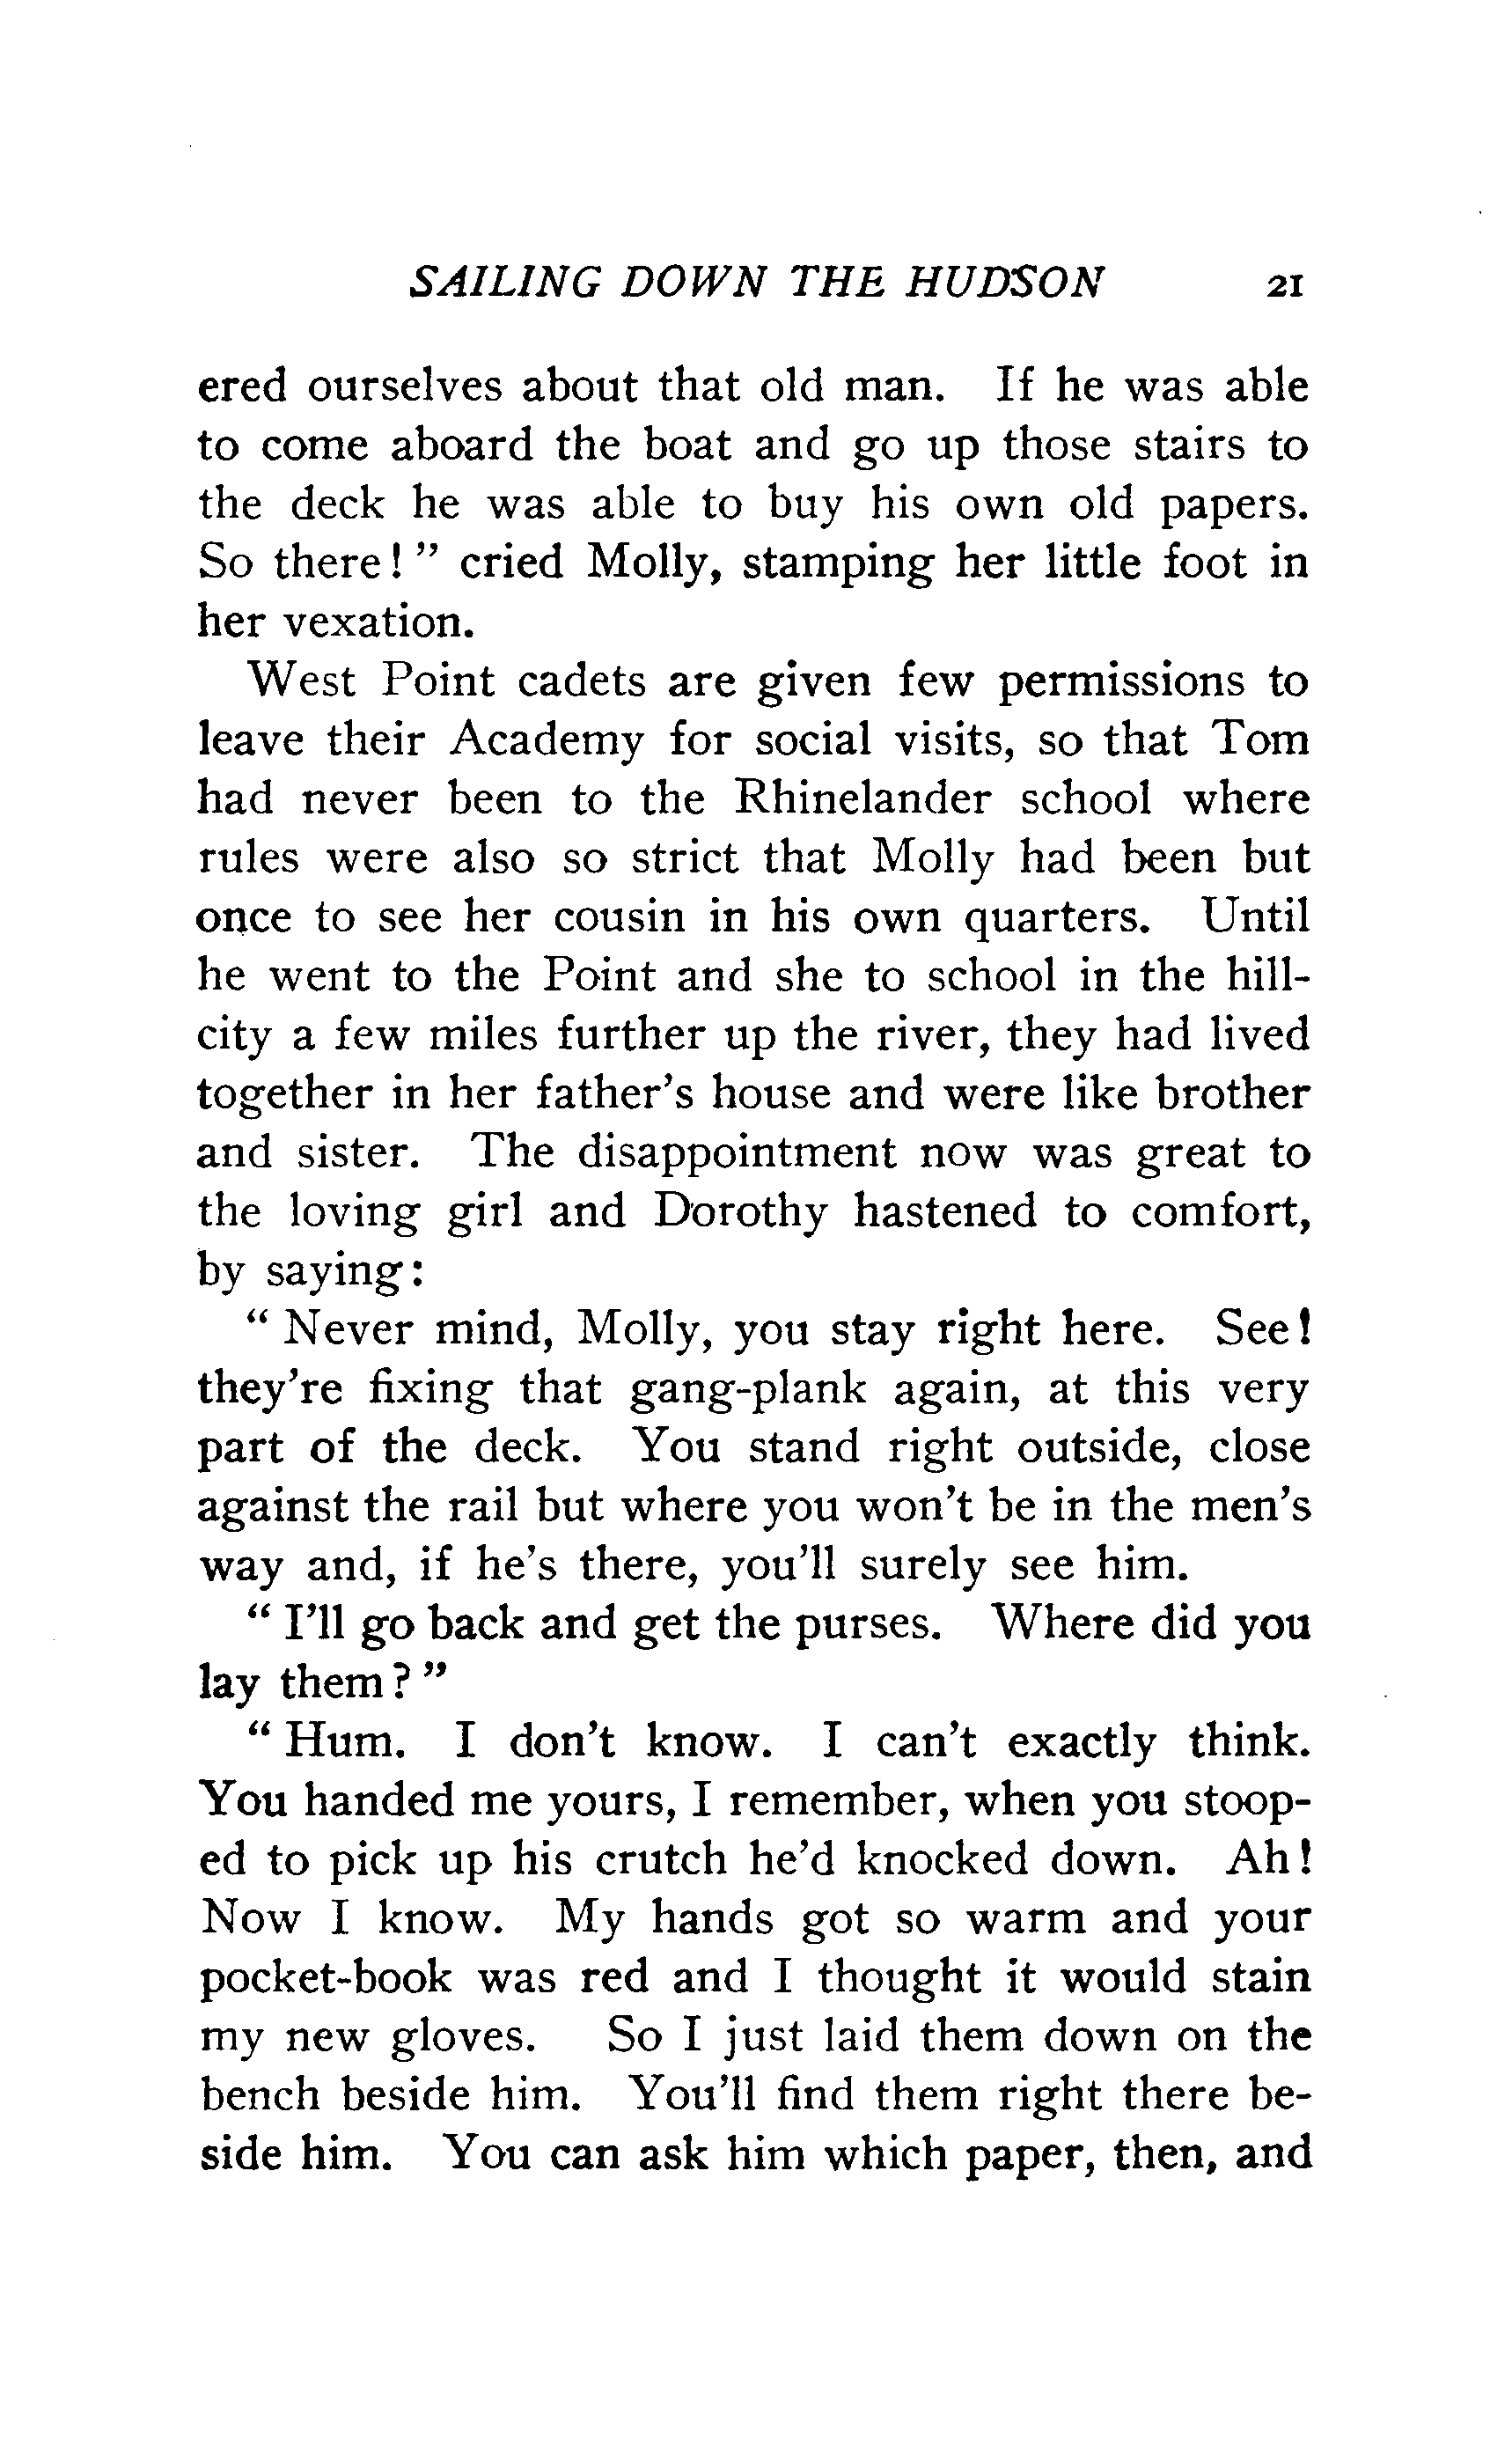 SAILING DOWN THE HUDSON 21
ered ourselves about that old man. If he was able
to come aboard the boat and go up those stairs to
the deck he was able to buy his own old papers.
So there! " cried Molly, stamping her little foot in
her vexation.
West Point cadets are given few permissions to
leave their Academy for social visits, so that Tom
had never been to the Rhinelander school where
rules were also so strict that Molly had been but
once to see her cousin in his own quarters. Until
he went to the Point and she to school in the hill-
city a few miles further up the river, they had lived
together in her father's house and were like brother
and sister. The disappointment now was great to
the loving girl and Dorothy hastened to comfort,
by saying:
" Never mind, Molly, you stay right here. See!
they're fixing that gang-plank again, at this very
part of the deck. You stand right outside, close
against the rail but where you won't be in the men's
way and, if he's there, you'll surely see him.
" I'll go back and get the purses. Where did you
lay them? "
" Hum. I don't know. I can't exactly think.
You handed me yours, I remember, when you stoop-
ed to pick up his crutch he'd knocked down. Ah!
Now I know. My hands got so warm and your
pocket-book was red and I thought it would stain
my new gloves. So I just laid them down on the
bench beside him. You'll find them right there be-
side him. You can ask him which paper, then, and